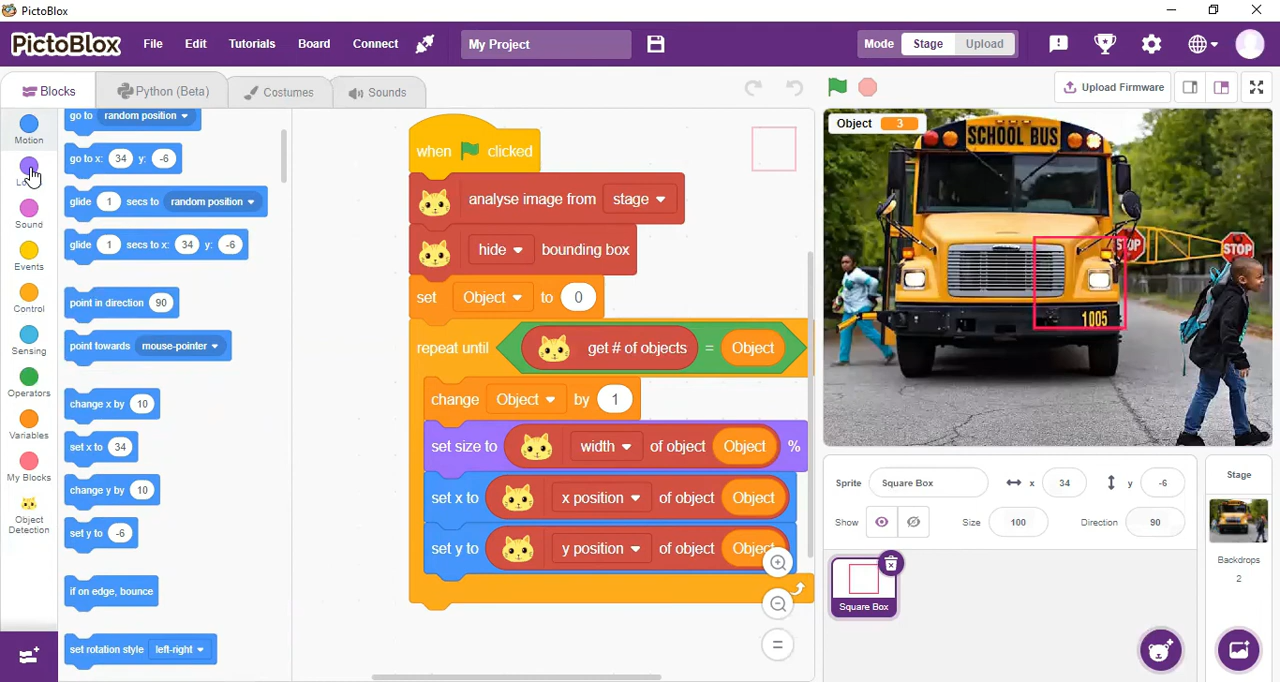 PictoBlox
PictoBlox
File
Edit
Tutorials
Board
Connect
My Project
Mode
Stage
Upload
Blocks
Python (Beta)
Costumes
Sounds
Upload Firmware
Motion
Sound
Events
Control
Sensing
Operators
Variables
My Blocks
Object
Detection
go to random position
go to x: 34 y: -6
glide 1 secs to random position
glide 1 secs to x: 34 y: -6
point in direction 90
point towards mouse-pointer
change x by 10
set x to 34
change y by 10
set y to -6
if on edge, bounce
set rotation style left-right
when clicked
analyse image from stage
hide bounding box
set Object to 0
repeat until get # of objects = Object
change Object by 1
set size to width of object Object %
set x to x position of object Object
set y to y position of object
Object 3
SCHOOL BUS
STOP
STOP
1005
Sprite Square Box x 34 y -6
Show Size 100 Direction 90
Square Box
Stage
Backdrops
2